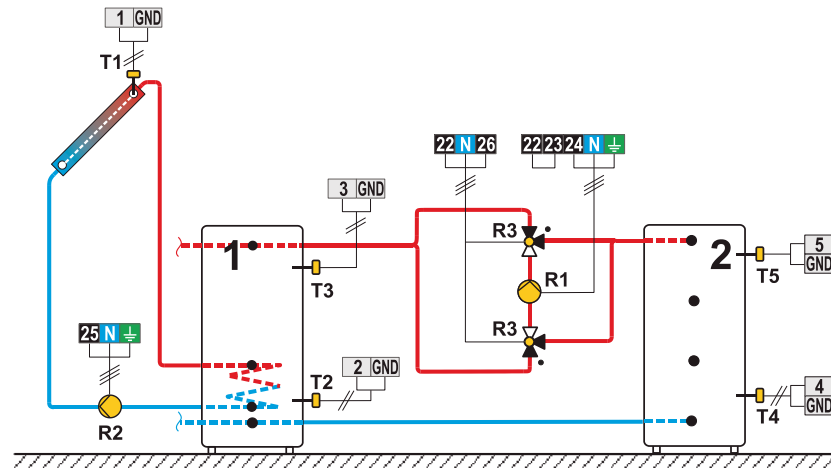 1 GND
T1
22 N 26
22 23 24 N
3 GND
R3
1
2
5
GND
T5
T3
R1
25 N
R3
T2
2 GND
4
GND
T4
R2